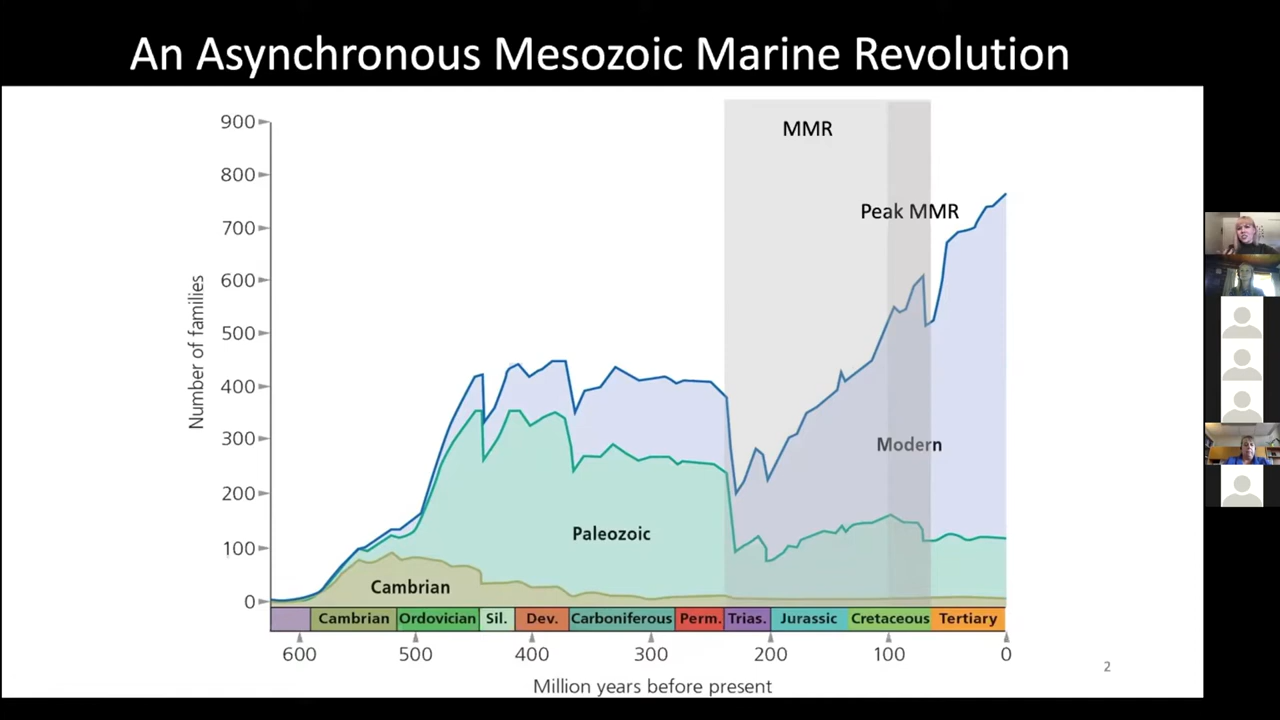 An Asynchronous Mesozoic Marine Revolution
900
800
700
600
500
400
300
200
100
0
Number of families
MMR
Peak MMR
Modern
Paleozoic
Cambrian
Cambrian Ordovician Sil. Dev. Carboniferous Perm. Trias. Jurassic Cretaceous Tertiary
600 500 400 300 200 100 0
Million years before present
2